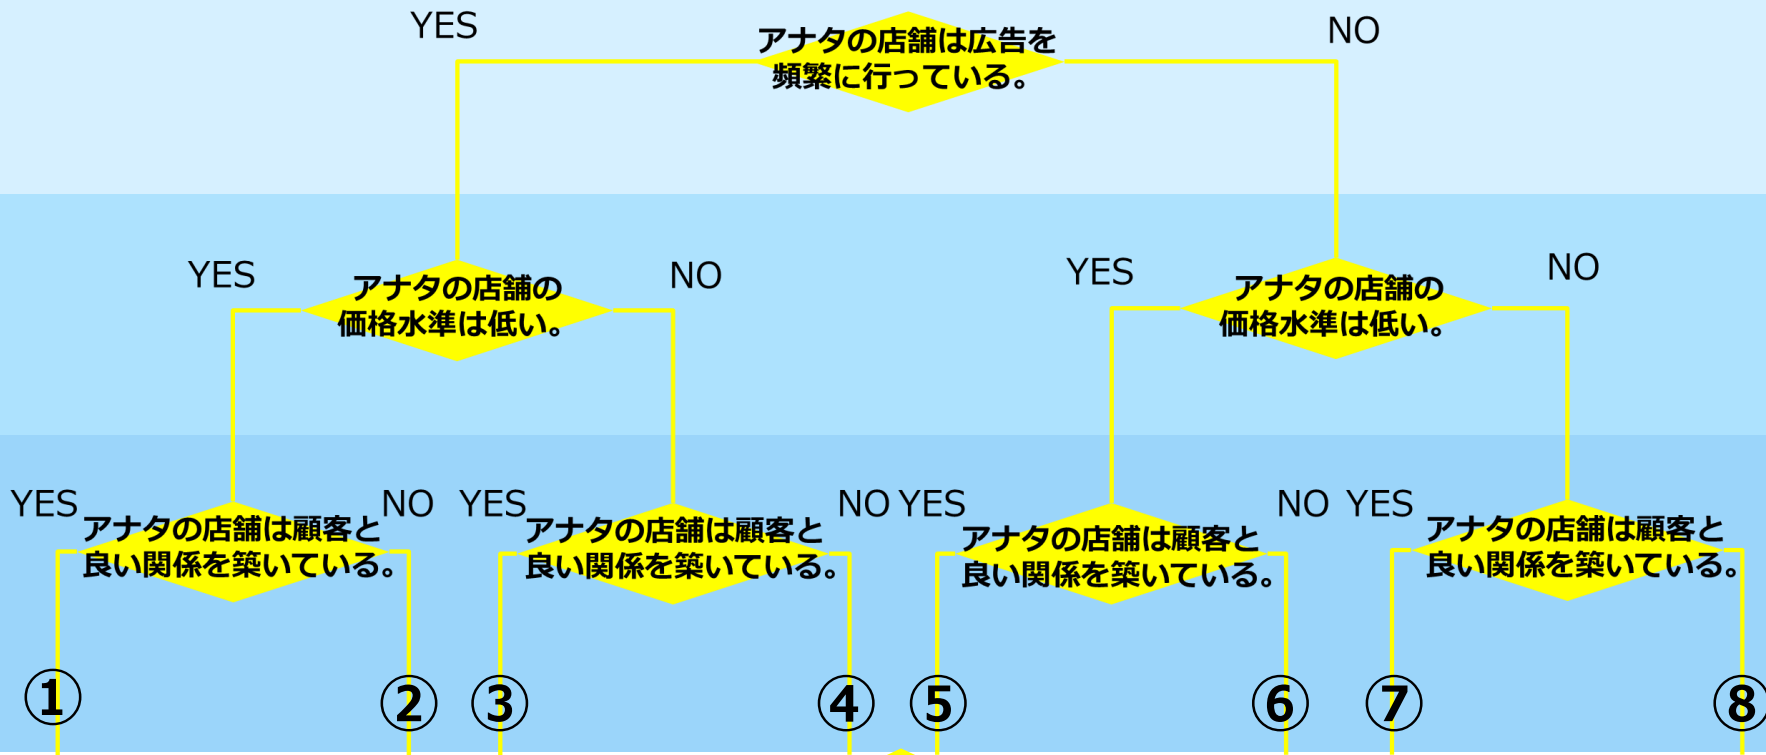 YES
アナタの店舗は広告を
頻繁に行っている。
NO
YES
アナタの店舗の
価格水準は低い。
NO
YES
アナタの店舗の
価格水準は低い。
NO
YES
アナタの店舗は顧客と
良い関係を築いている。
NO
YES
アナタの店舗は顧客と
良い関係を築いている。
NO
YES
アナタの店舗は顧客と
良い関係を築いている。
NO
YES
アナタの店舗は顧客と
良い関係を築いている。
①
②
③
④
⑤
⑥
⑦
⑧